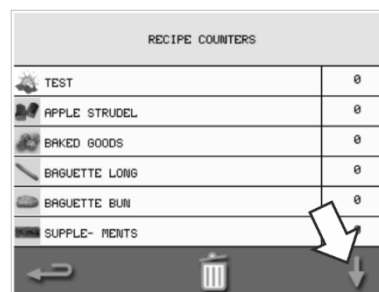 RECIPE COUNTERS
TEST 0
APPLE STRUDEL 0
BAKED GOODS 0
BAGUETTE LONG 0
BAGUETTE BUN 0
SUPPLE- MENTS